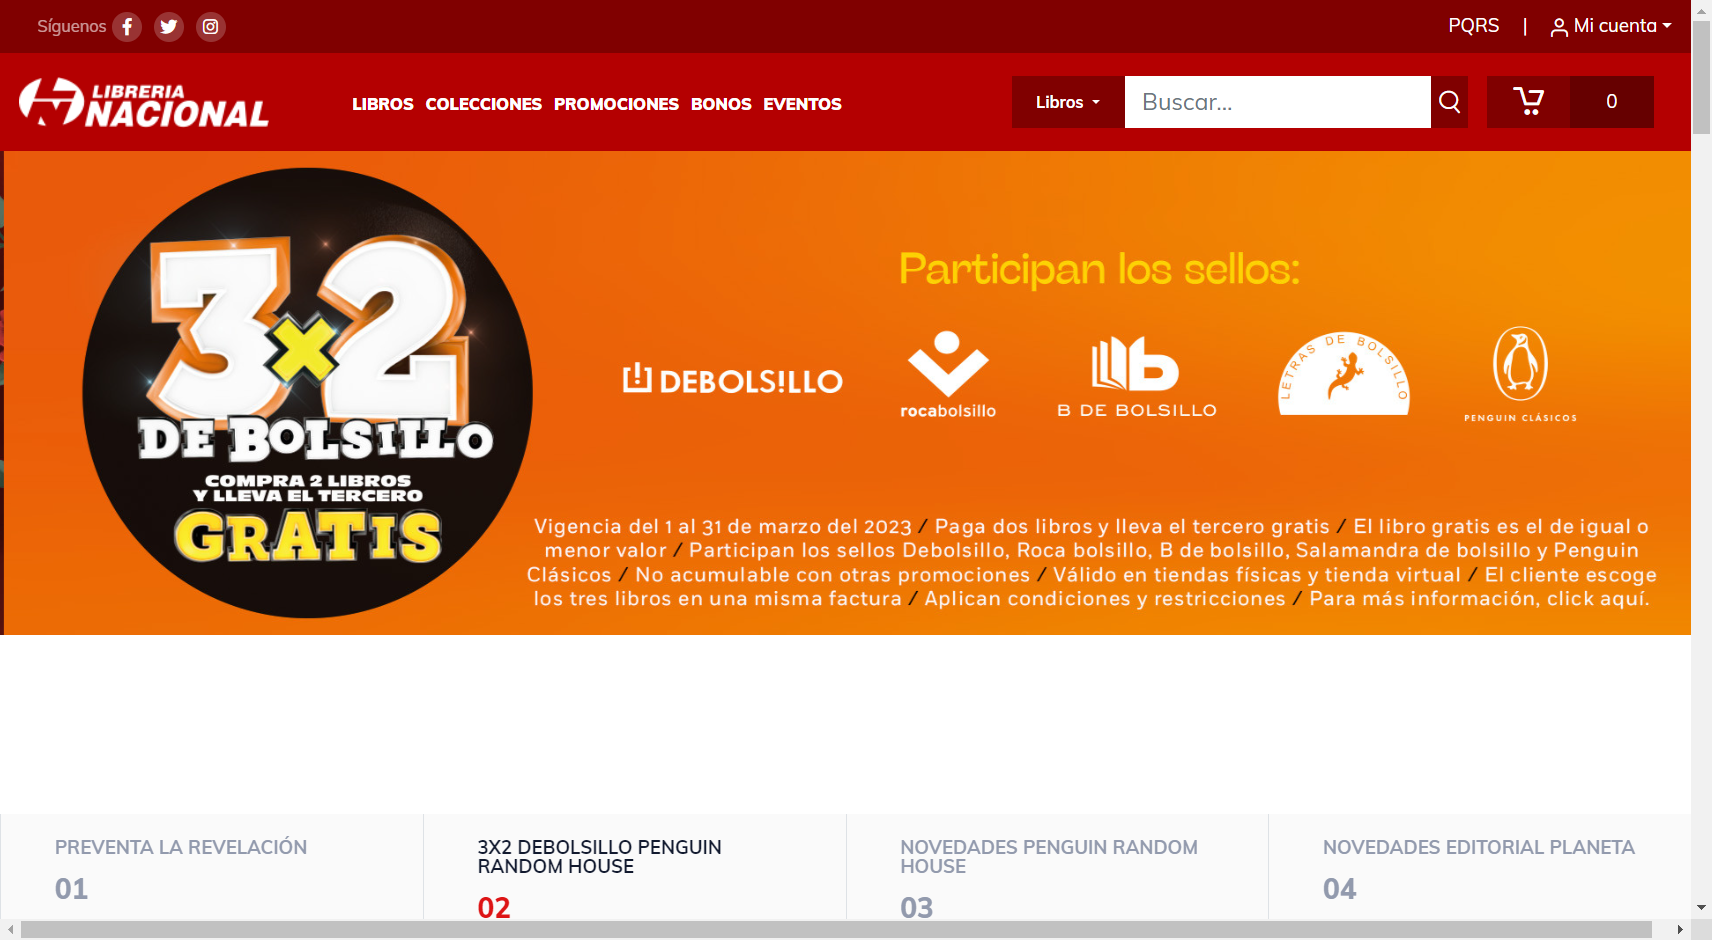 Síguenos
PQRS | Mi cuenta
LIBRERIA
NACIONAL
LIBROS COLECCIONES PROMOCIONES BONOS EVENTOS
Libros
Buscar...
0
3x2
DE BOLSILLO
COMPRA 2 LIBROS
Y LLEVA EL TERCERO
GRATIS
Participan los sellos:
DEBOLS!LLO
rocabolsillo
B DE BOLSILLO
LETRAS DE BOLSILLO
PENGUIN CLÁSICOS
Vigencia del 1 al 31 de marzo del 2023 / Paga dos libros y lleva el tercero gratis / El libro gratis es el de igual o
menor valor / Participan los sellos Debolsillo, Roca bolsillo, B de bolsillo, Salamandra de bolsillo y Penguin
Clásicos / No acumulable con otras promociones / Válido en tiendas físicas y tienda virtual / El cliente escoge
los tres libros en una misma factura / Aplican condiciones y restricciones / Para más información, click aquí.
PREVENTA LA REVELACIÓN
01
3X2 DEBOLSILLO PENGUIN
RANDOM HOUSE
02
NOVEDADES PENGUIN RANDOM
HOUSE
03
NOVEDADES EDITORIAL PLANETA
04